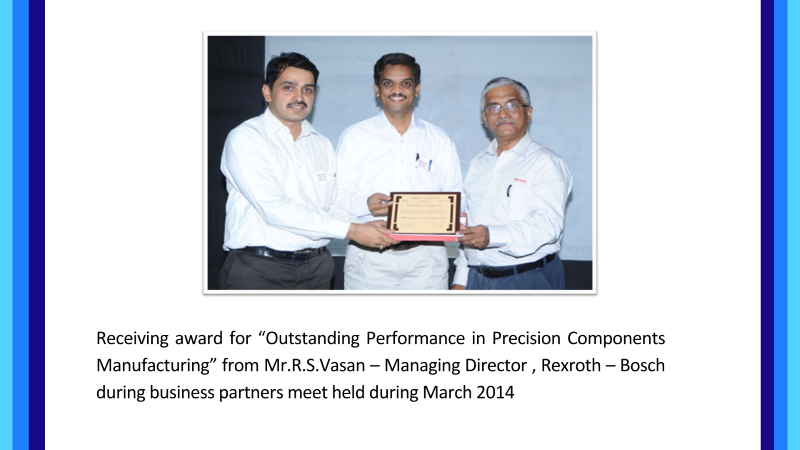 Receiving award for “Outstanding Performance in Precision Components
Manufacturing” from Mr.R.S.Vasan – Managing Director , Rexroth – Bosch
during business partners meet held during March 2014